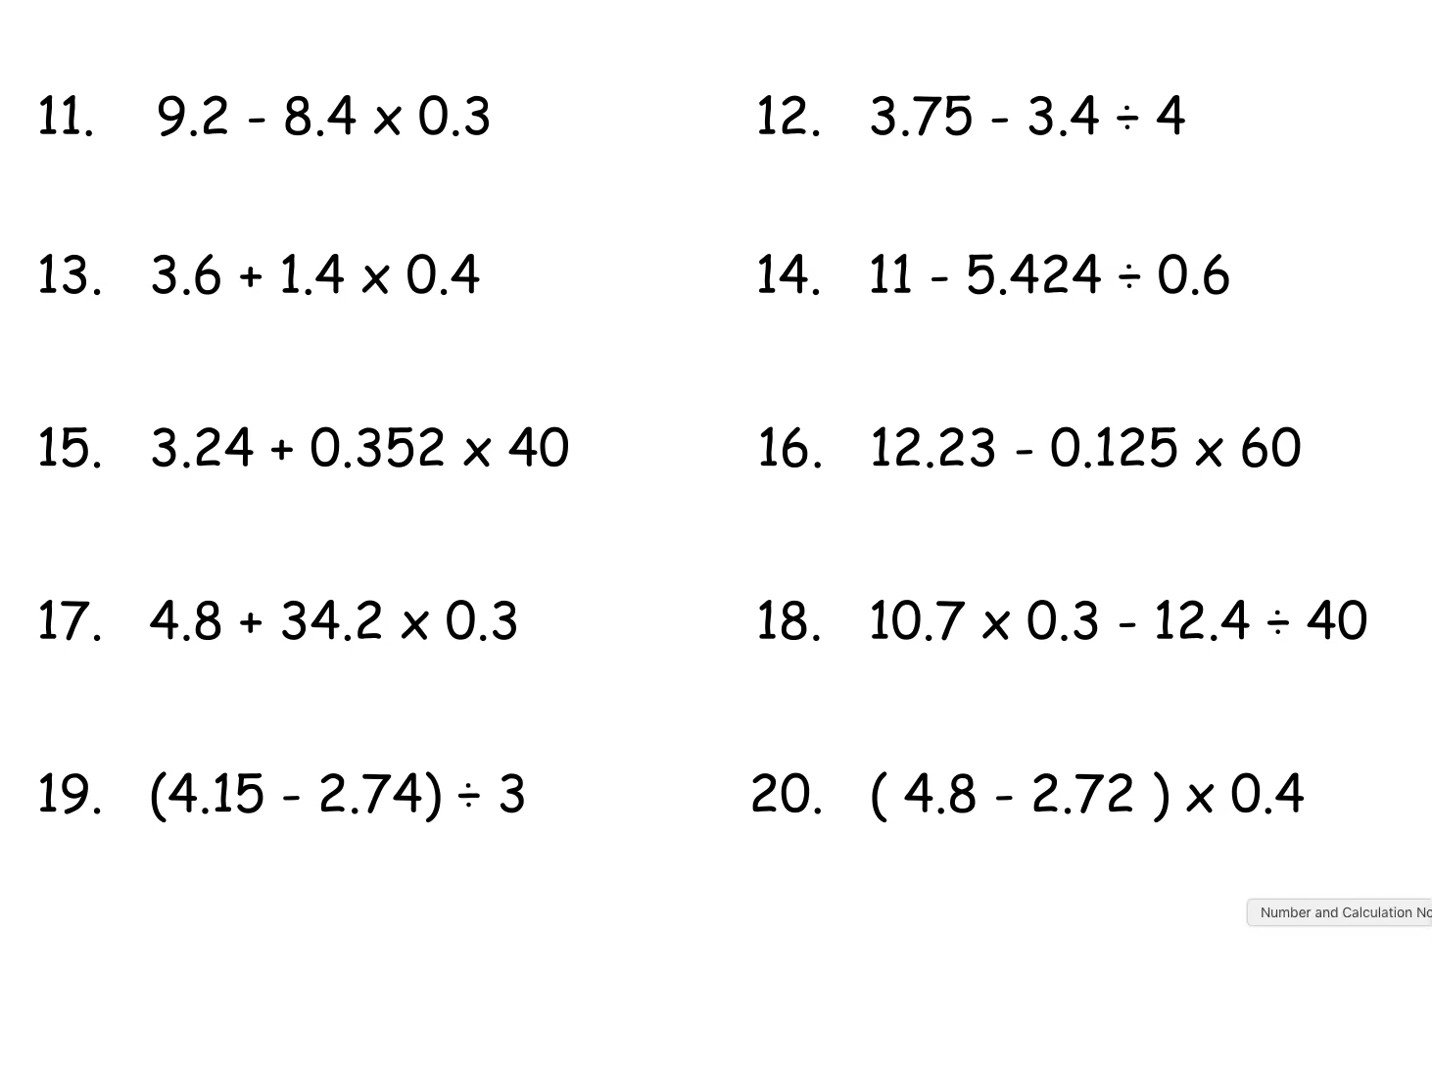 11. 9.2 - 8.4 x 0.3
12. 3.75 - 3.4 ÷ 4
13. 3.6 + 1.4 x 0.4
14. 11 - 5.424 ÷ 0.6
15. 3.24 + 0.352 x 40
16. 12.23 - 0.125 x 60
17. 4.8 + 34.2 x 0.3
18. 10.7 x 0.3 - 12.4 ÷ 40
19. (4.15 - 2.74) ÷ 3
20. ( 4.8 - 2.72 ) x 0.4
Number and Calculation